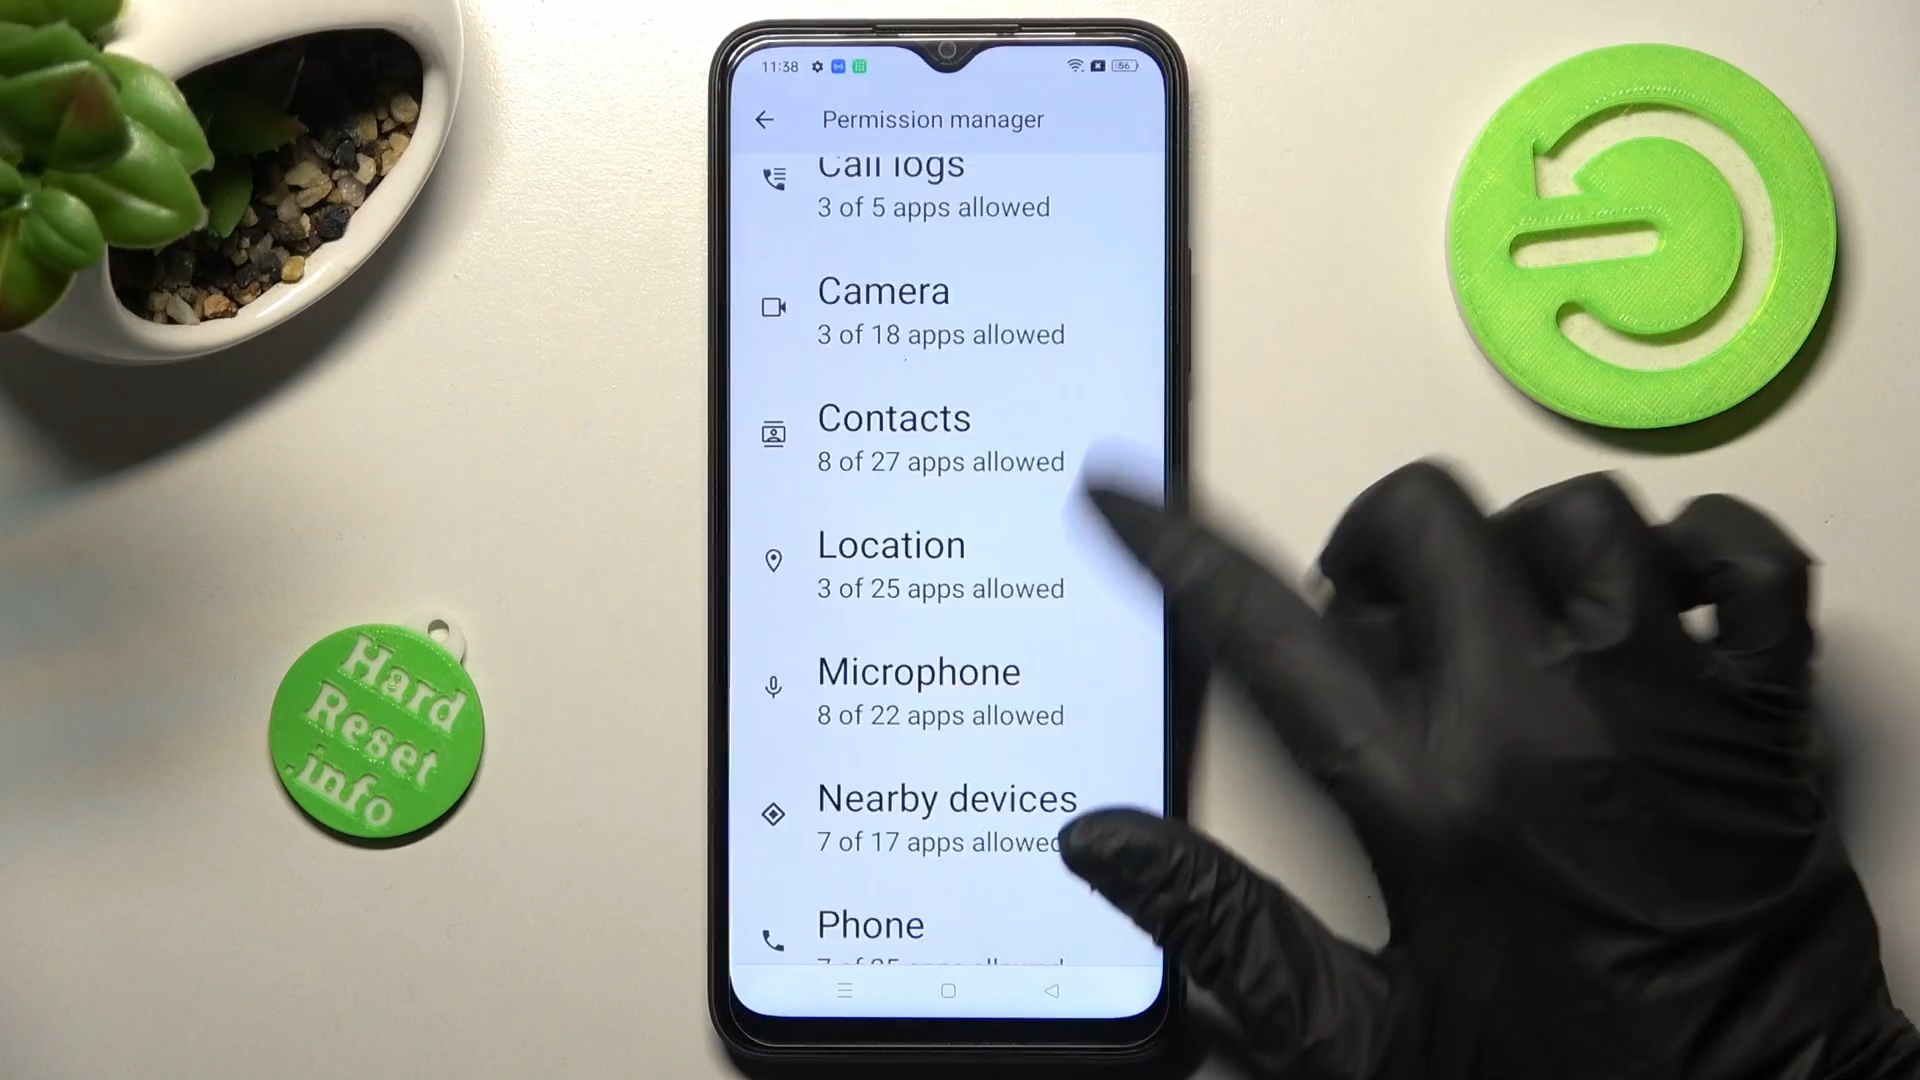 11:38
56
Permission manager
Call logs
3 of 5 apps allowed
Camera
3 of 18 apps allowed
Contacts
8 of 27 apps allowed
Location
3 of 25 apps allowed
Microphone
8 of 22 apps allowed
Nearby devices
7 of 17 apps allowed
Phone
Hard
Reset
.info